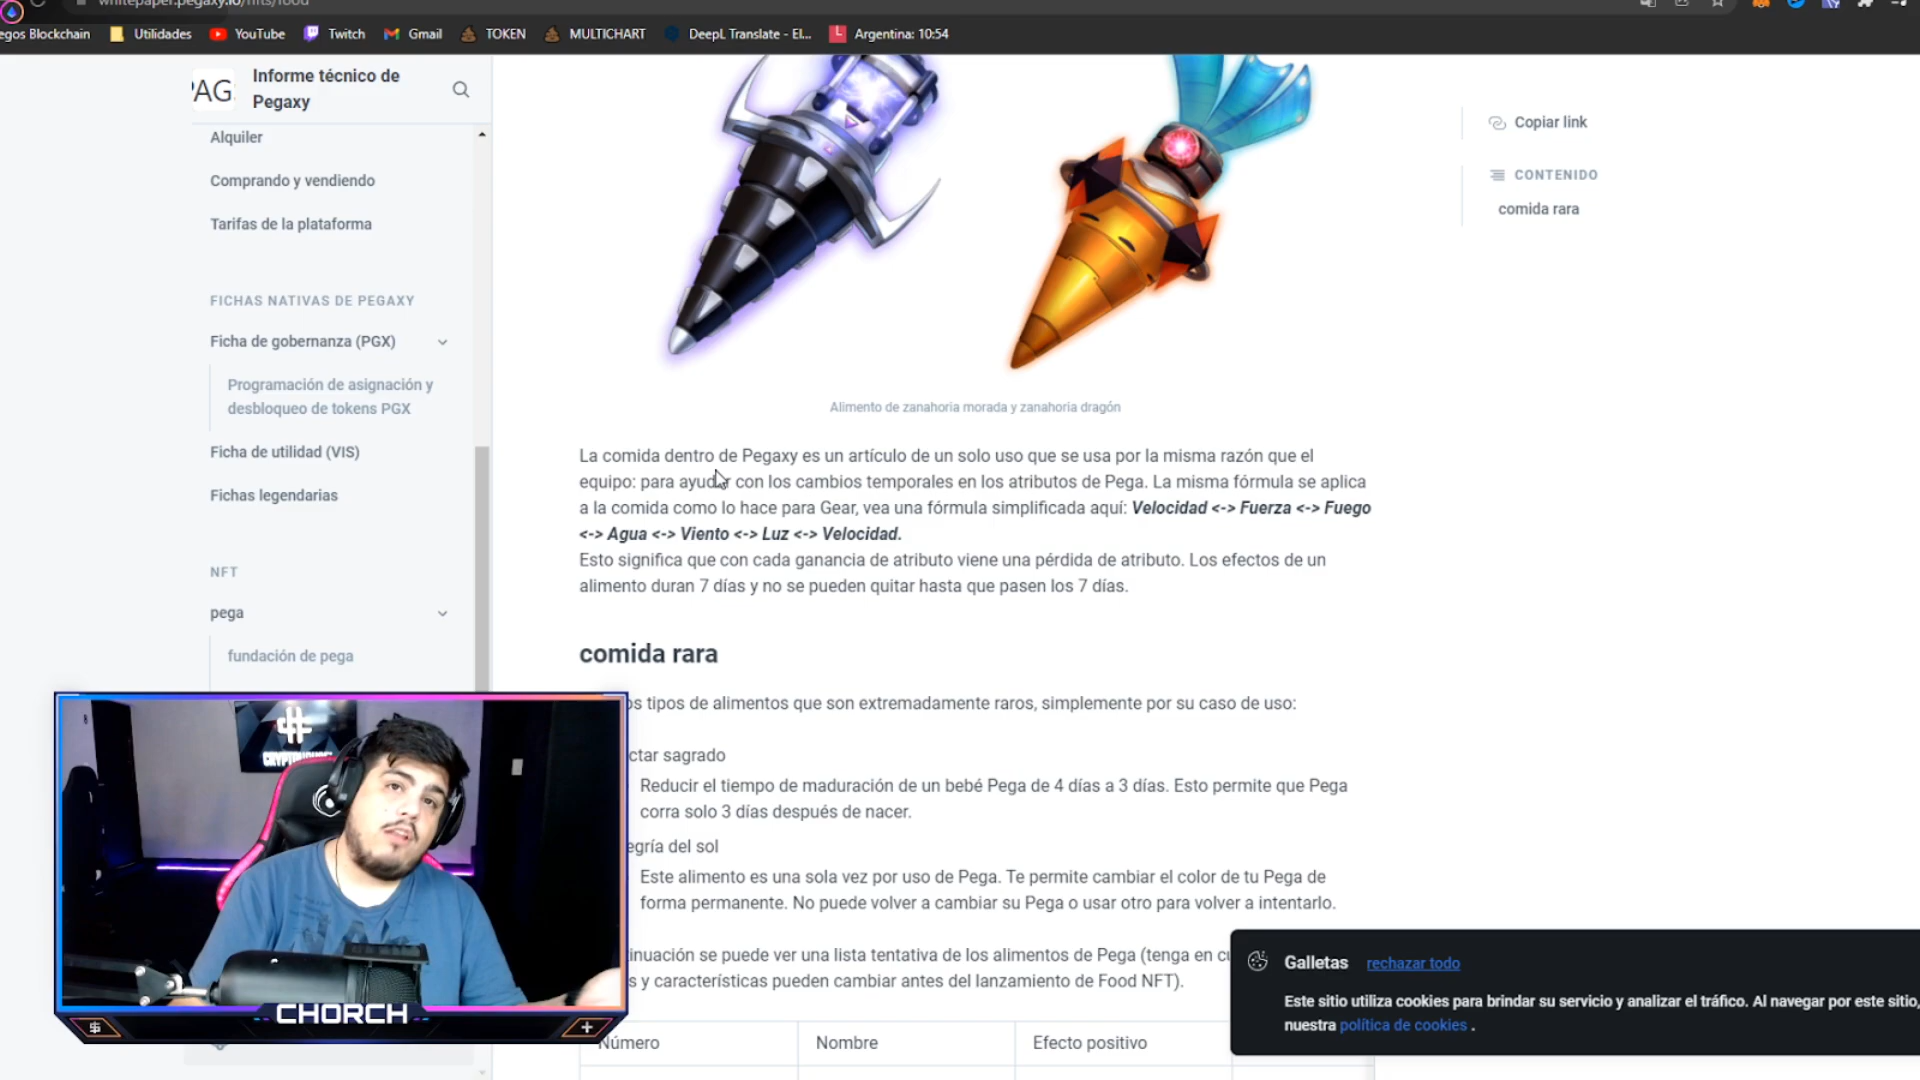 whitepaper.pegaxy.io/nfts/food
egos Blockchain
Utilidades
YouTube
Twitch
Gmail
TOKEN
MULTICHART
DeepL Translate - El...
Argentina: 10:54
PAG
Informe técnico de
Pegaxy
Alquiler
Comprando y vendiendo
Tarifas de la plataforma
FICHAS NATIVAS DE PEGAXY
Ficha de gobernanza (PGX)
Programación de asignación y
desbloqueo de tokens PGX
Ficha de utilidad (VIS)
Fichas legendarias
NFT
pega
fundación de pega
Alimento de zanahoria morada y zanahoria dragón
La comida dentro de Pegaxy es un artículo de un solo uso que se usa por la misma razón que el
equipo: para ayudar con los cambios temporales en los atributos de Pega. La misma fórmula se aplica
a la comida como lo hace para Gear, vea una fórmula simplificada aquí: Velocidad <-> Fuerza <-> Fuego
<-> Agua <-> Viento <-> Luz <-> Velocidad.
Esto significa que con cada ganancia de atributo viene una pérdida de atributo. Los efectos de un
alimento duran 7 días y no se pueden quitar hasta que pasen los 7 días.
comida rara
os tipos de alimentos que son extremadamente raros, simplemente por su caso de uso:
ctar sagrado
Reducir el tiempo de maduración de un bebé Pega de 4 días a 3 días. Esto permite que Pega
corra solo 3 días después de nacer.
egría del sol
Este alimento es una sola vez por uso de Pega. Te permite cambiar el color de tu Pega de
forma permanente. No puede volver a cambiar su Pega o usar otro para volver a intentarlo.
inuación se puede ver una lista tentativa de los alimentos de Pega (tenga en cu
s y características pueden cambiar antes del lanzamiento de Food NFT).
Número
Nombre
Efecto positivo
Copiar link
CONTENIDO
comida rara
Galletas
rechazar todo
Este sitio utiliza cookies para brindar su servicio y analizar el tráfico. Al navegar por este sitio,
nuestra política de cookies .
CHORCH